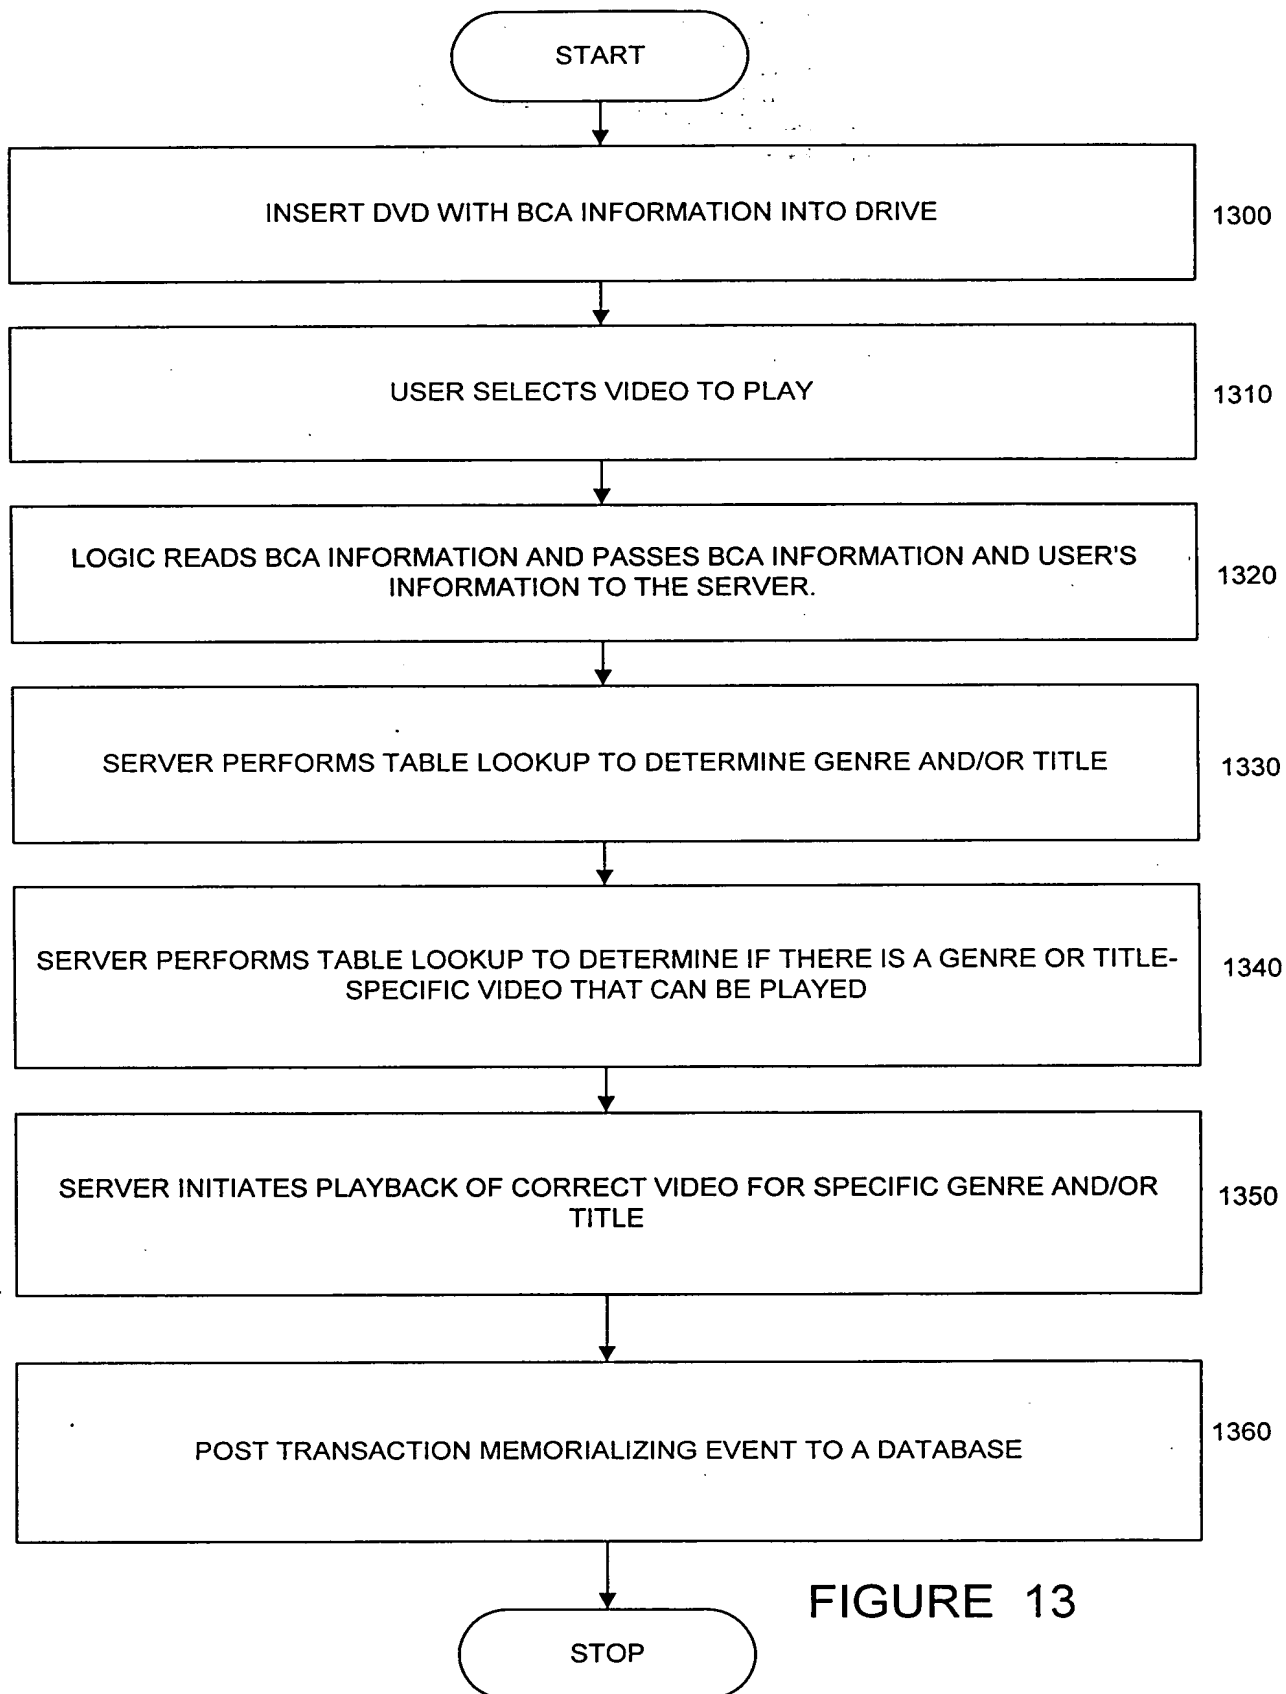 START
INSERT DVD WITH BCA INFORMATION INTO DRIVE
1300
USER SELECTS VIDEO TO PLAY
1310
LOGIC READS BCA INFORMATION AND PASSES BCA INFORMATION AND USER'S
INFORMATION TO THE SERVER.
1320
SERVER PERFORMS TABLE LOOKUP TO DETERMINE GENRE AND/OR TITLE
1330
SERVER PERFORMS TABLE LOOKUP TO DETERMINE IF THERE IS A GENRE OR TITLE-
SPECIFIC VIDEO THAT CAN BE PLAYED
1340
SERVER INITIATES PLAYBACK OF CORRECT VIDEO FOR SPECIFIC GENRE AND/OR
TITLE
1350
POST TRANSACTION MEMORIALIZING EVENT TO A DATABASE
1360
FIGURE 13
STOP